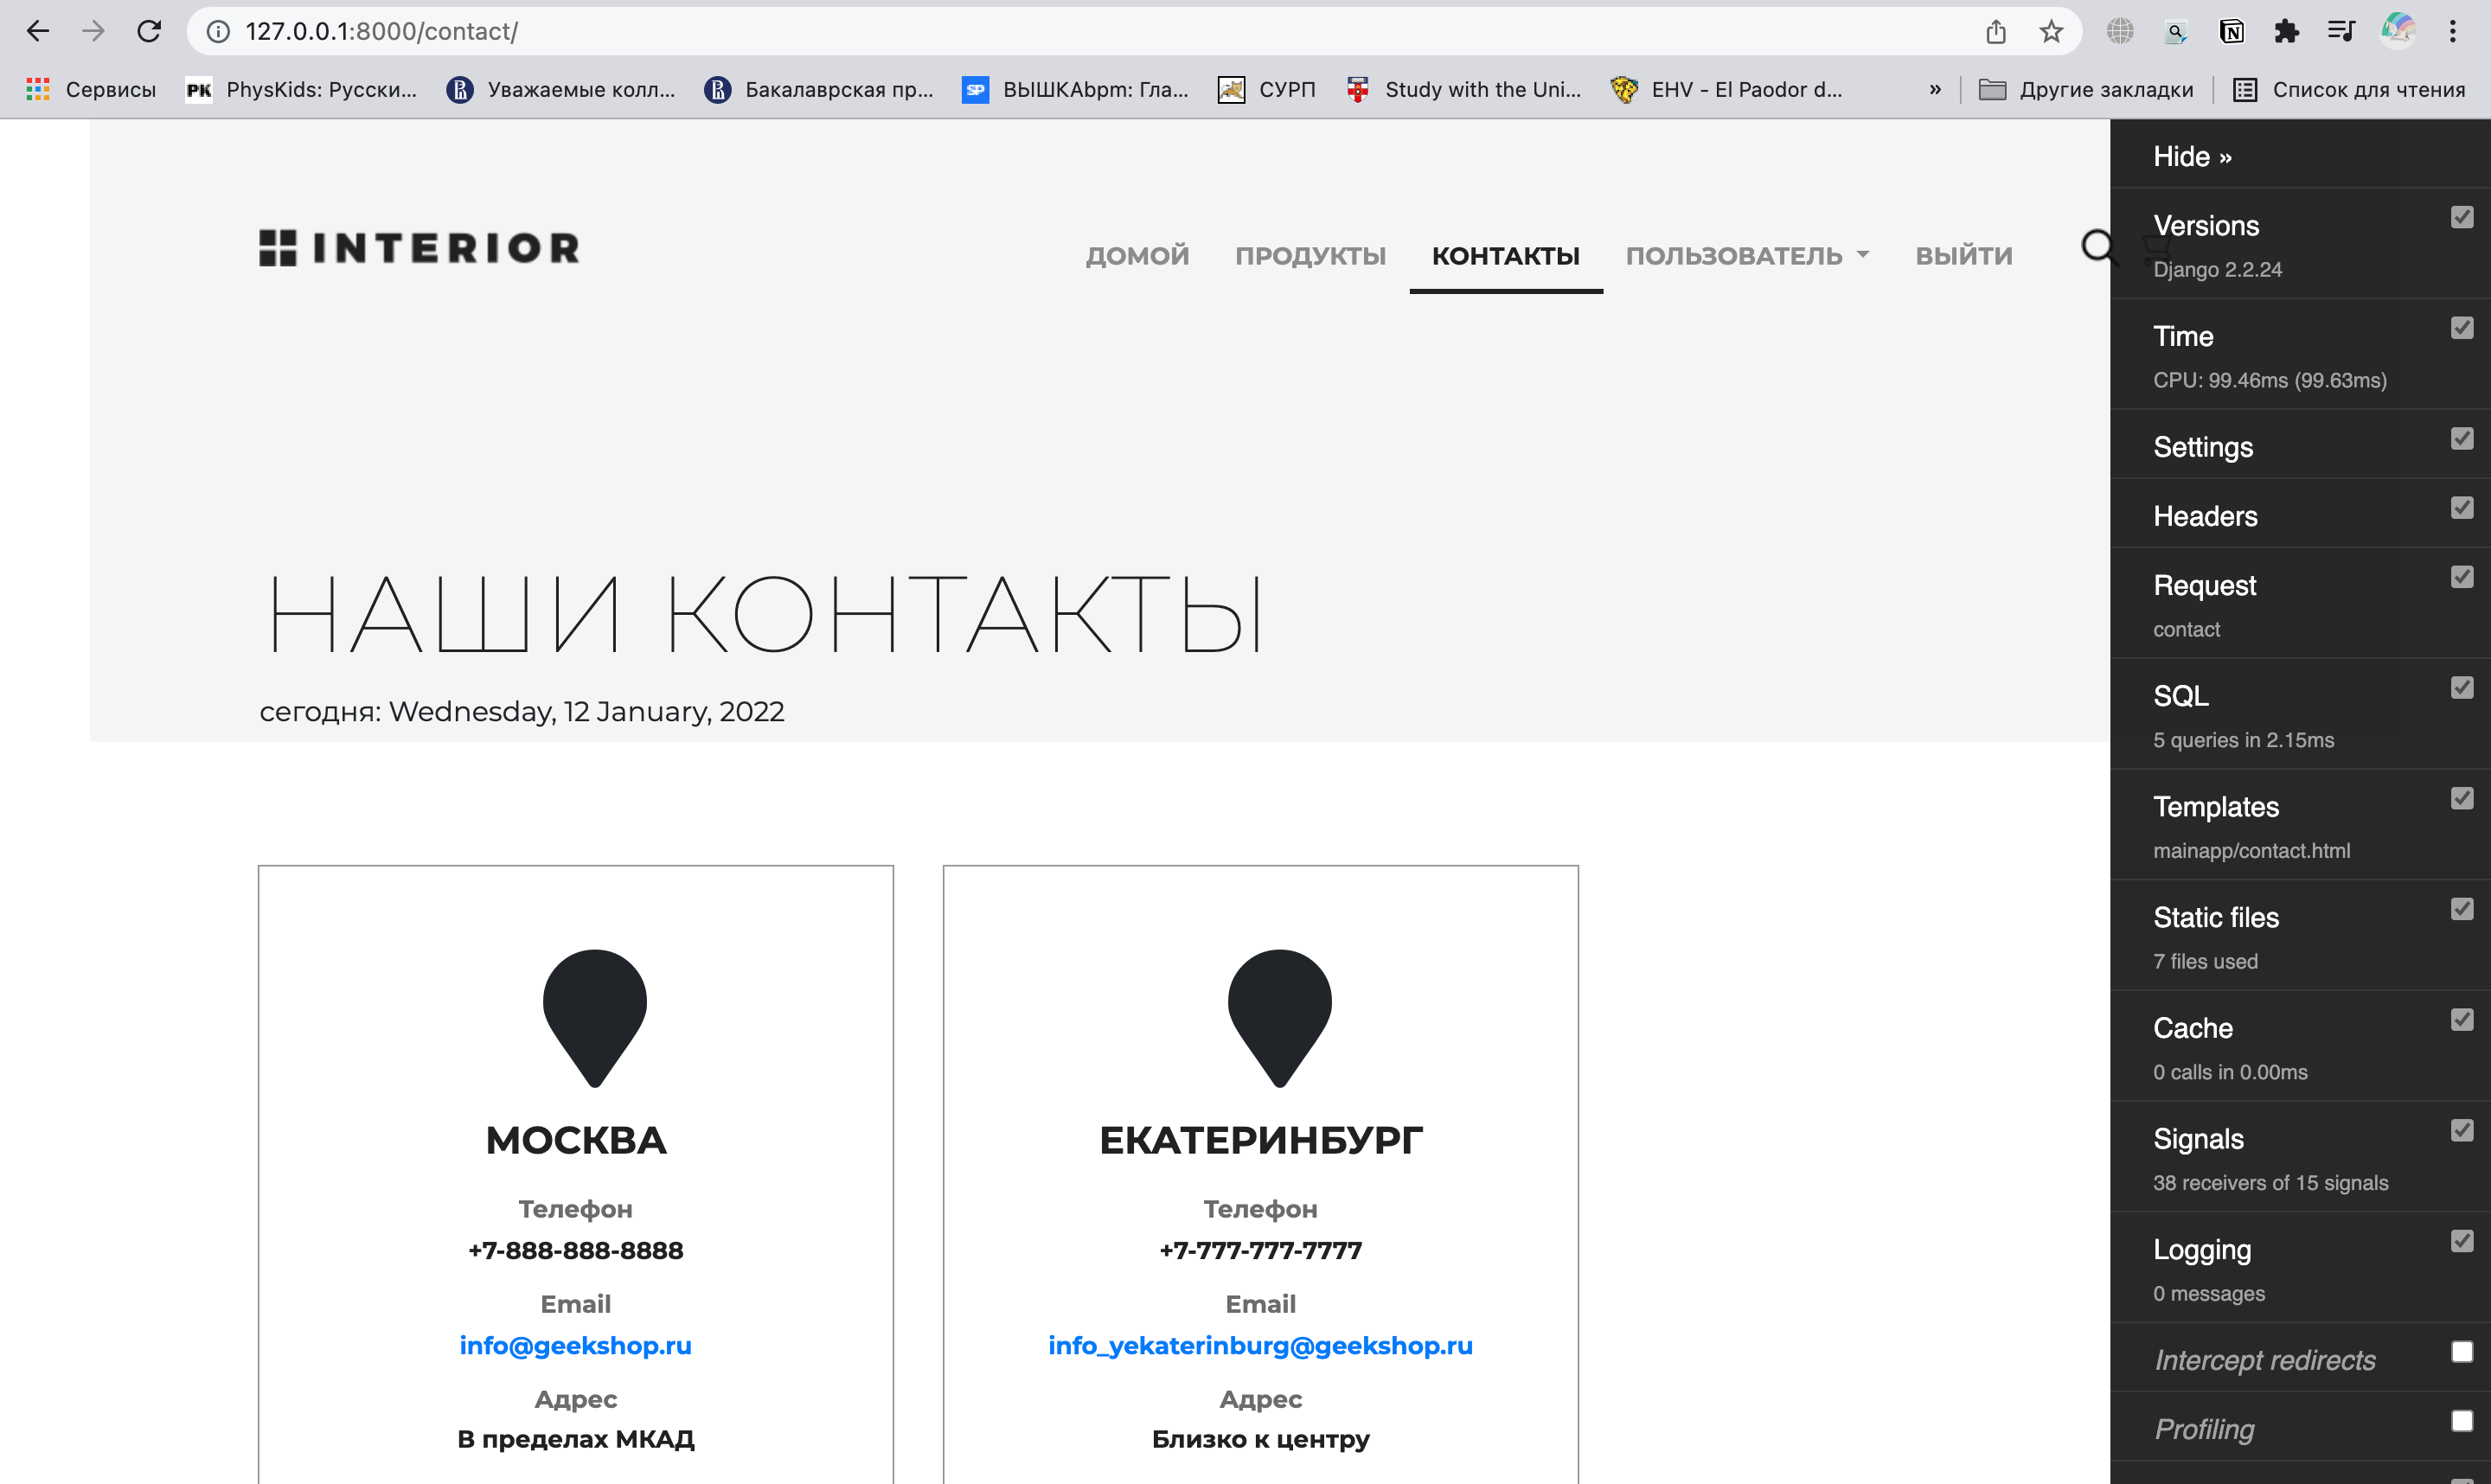 127.0.0.1:8000/contact/
Сервисы
PK
PhysKids: Русски...
Уважаемые колл...
Бакалаврская пр...
SP
ВЫШКАbpm: Гла...
СУРП
Study with the Uni...
EHV - El Paodor d...
»
Другие закладки
Список для чтения
INTERIOR
ДОМОЙ
ПРОДУКТЫ
КОНТАКТЫ
ПОЛЬЗОВАТЕЛЬ
ВЫЙТИ
НАШИ КОНТАКТЫ
сегодня: Wednesday, 12 January, 2022
МОСКВА
Телефон
+7-888-888-8888
Email
info@geekshop.ru
Адрес
В пределах МКАД
ЕКАТЕРИНБУРГ
Телефон
+7-777-777-7777
Email
info_yekaterinburg@geekshop.ru
Адрес
Близко к центру
Hide »
Versions
Django 2.2.24
Time
CPU: 99.46ms (99.63ms)
Settings
Headers
Request
contact
SQL
5 queries in 2.15ms
Templates
mainapp/contact.html
Static files
7 files used
Cache
0 calls in 0.00ms
Signals
38 receivers of 15 signals
Logging
0 messages
Intercept redirects
Profiling